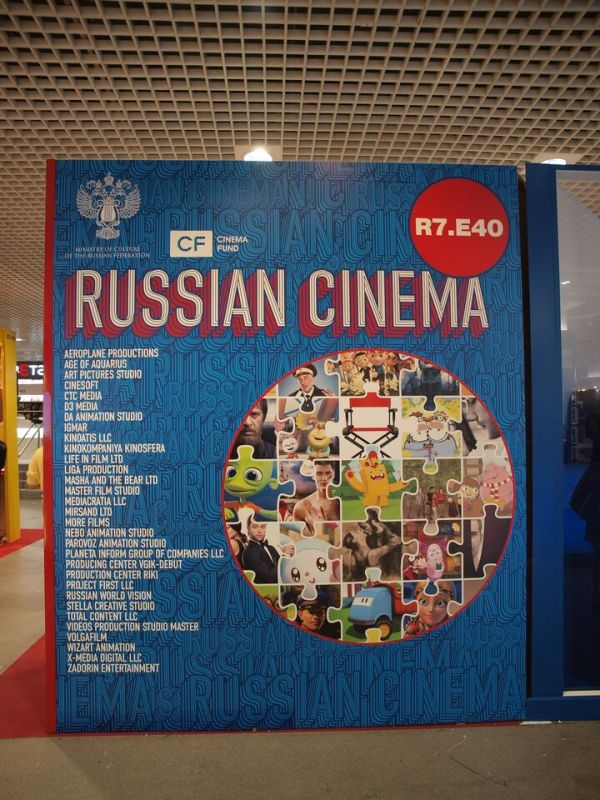 MINISTRY OF CULTURE
OF THE RUSSIAN FEDERATION
CF
CINEMA
FUND
R7.E40
RUSSIAN CINEMA
AEROPLANE PRODUCTIONS
AGE OF AQUARIUS
ART PICTURES STUDIO
CINESOFT
CTC MEDIA
D3 MEDIA
DA ANIMATION STUDIO
IGMAR
KINOATIS LLC
KINOKOMPANIYA KINOSFERA
LIFE IN FILM LTD
LIGA PRODUCTION
MASHA AND THE BEAR LTD
MASTER FILM STUDIO
MEDIACRATIA LLC
MIRSAND LTD
MORE FILMS
NEBO ANIMATION STUDIO
PAROVOZ ANIMATION STUDIO
PLANETA INFORM GROUP OF COMPANIES LLC
PRODUCING CENTER VGIK-DEBUT
PRODUCTION CENTER RIKI
PROJECT FIRST LLC
RUSSIAN WORLD VISION
STELLA CREATIVE STUDIO
TOTAL CONTENT LLC
VIDEOS PRODUCTION STUDIO MASTER
VOLGAFILM
WIZART ANIMATION
X-MEDIA DIGITAL LLC
ZADORIN ENTERTAINMENT